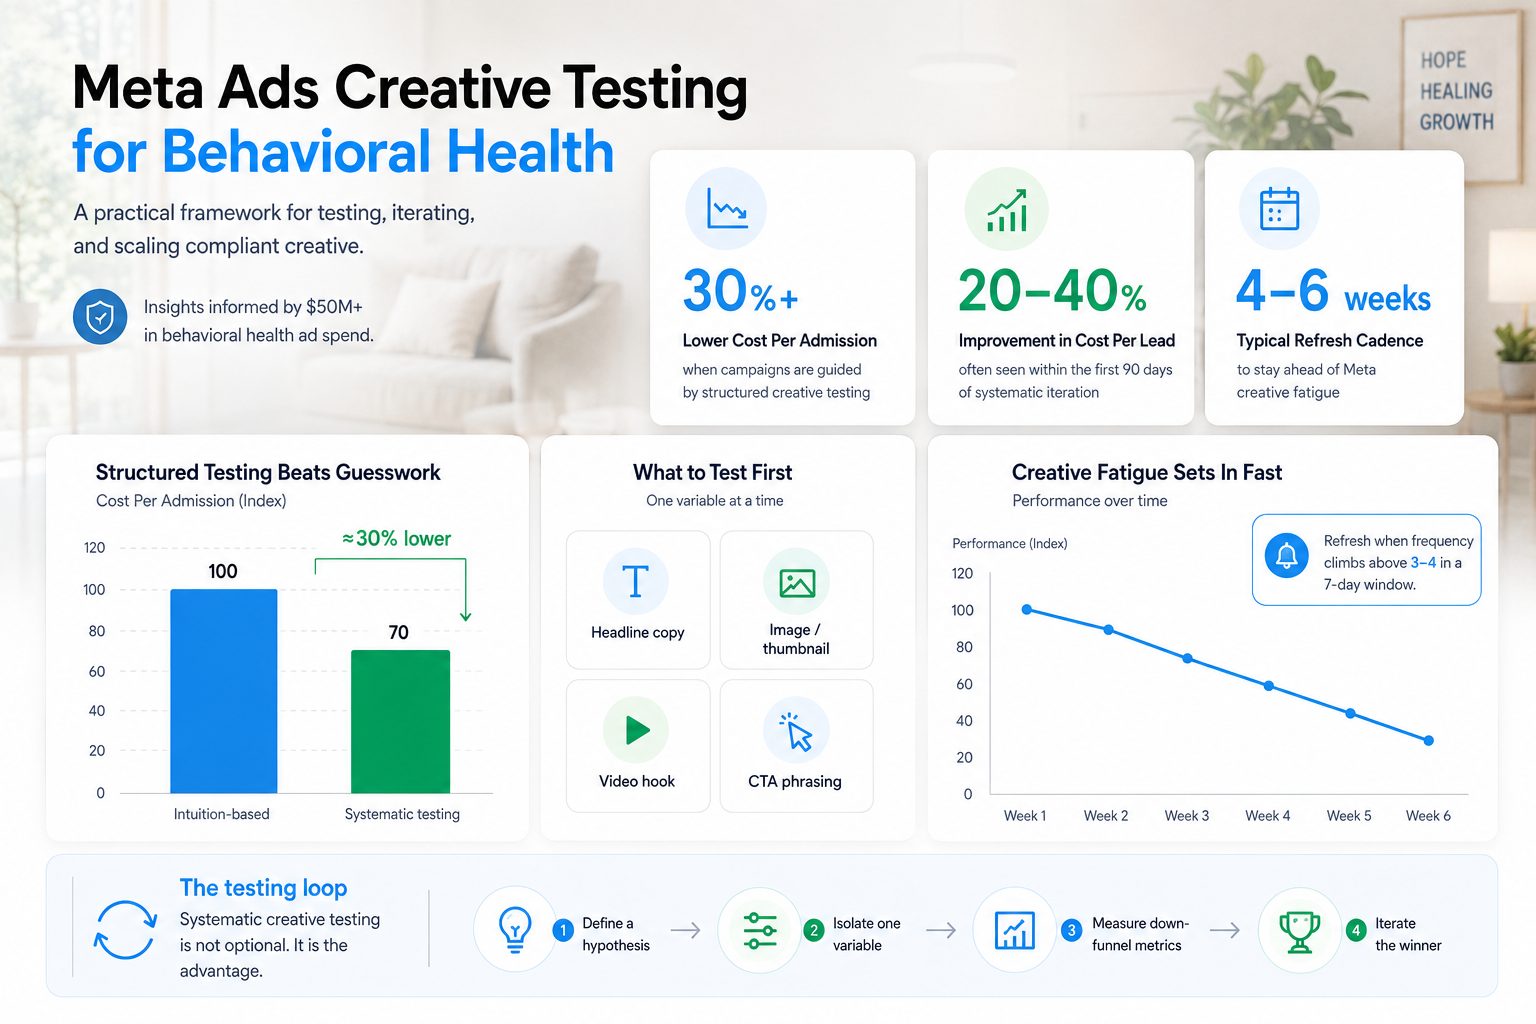 Meta Ads Creative Testing
for Behavioral Health
A practical framework for testing, iterating,
and scaling compliant creative.
Insights informed by $50M+
in behavioral health ad spend.
HOPE
HEALING
GROWTH
30%+
Lower Cost Per Admission
when campaigns are guided
by structured creative testing
20–40%
Improvement in Cost Per Lead
often seen within the first 90 days
of systematic iteration
4–6 weeks
Typical Refresh Cadence
to stay ahead of Meta
creative fatigue
Structured Testing Beats Guesswork
Cost Per Admission (Index)
≈30% lower
120
100
80
60
40
20
0
100
70
Intuition-based
Systematic testing
What to Test First
One variable at a time
T
Headline copy
Image /
thumbnail
Video hook
CTA phrasing
Creative Fatigue Sets In Fast
Performance over time
Refresh when frequency
climbs above 3–4 in a
7-day window.
Performance (Index)
120
100
80
60
40
20
0
Week 1
Week 2
Week 3
Week 4
Week 5
Week 6
The testing loop
Systematic creative testing
is not optional. It is the
advantage.
1
Define a
hypothesis
2
Isolate one
variable
3
Measure down-
funnel metrics
4
Iterate
the winner